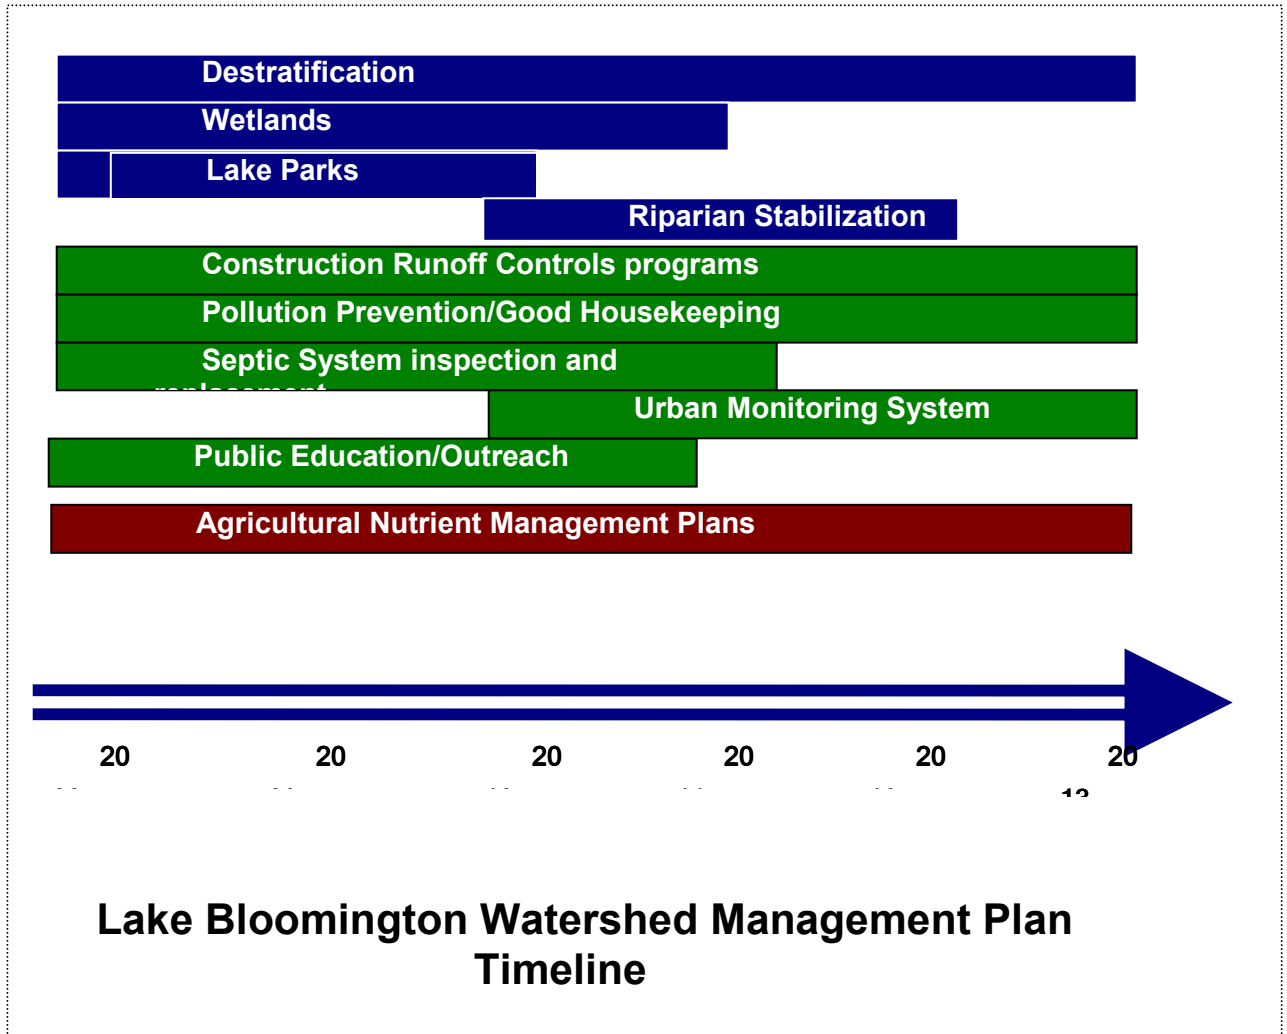 Destratification
Wetlands
Lake Parks
Riparian Stabilization
Construction Runoff Controls programs
Pollution Prevention/Good Housekeeping
Septic System inspection and
replacement
Urban Monitoring System
Public Education/Outreach
Agricultural Nutrient Management Plans
20 20 20 20 20 20
13
Lake Bloomington Watershed Management Plan
Timeline